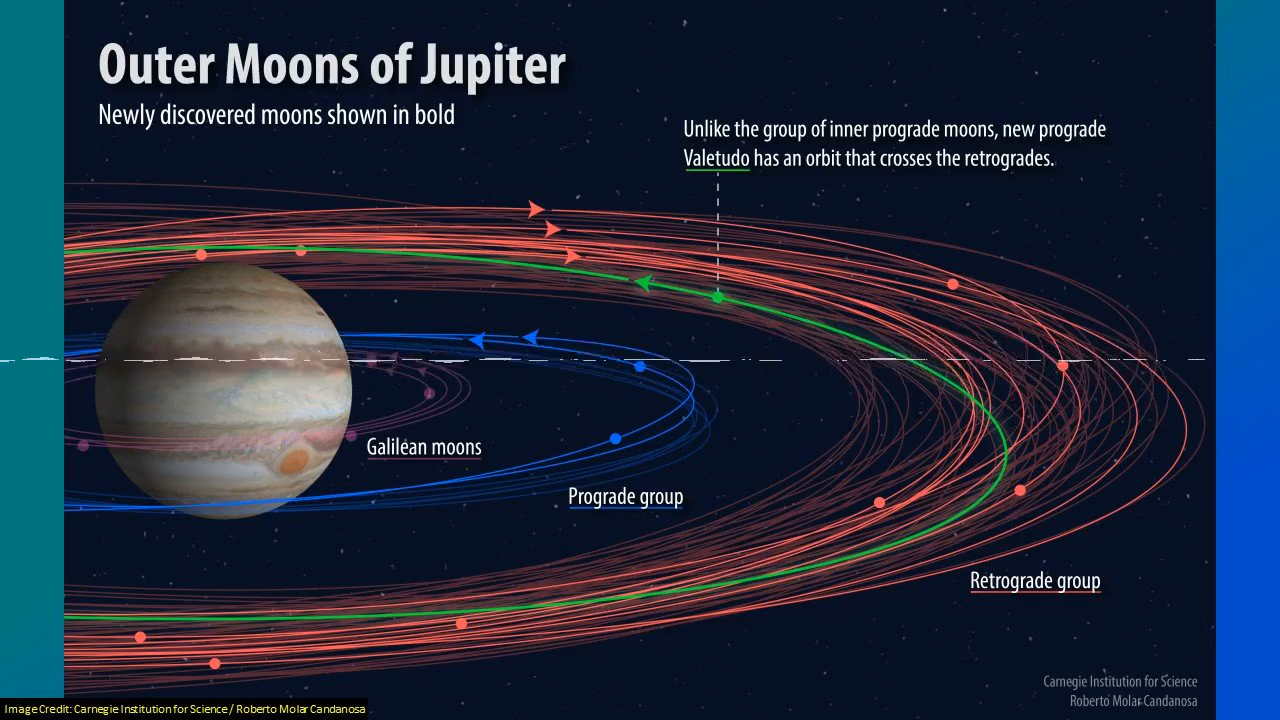 Outer Moons of Jupiter
Newly discovered moons shown in bold
Unlike the group of inner prograde moons, new prograde
Valetudo has an orbit that crosses the retrogrades.
Galilean moons
Prograde group
Retrograde group
Carnegie Institution for Science
Roberto Molar Candanosa
Image Credit: Carnegie Institution for Science / Roberto Molar Candanosa